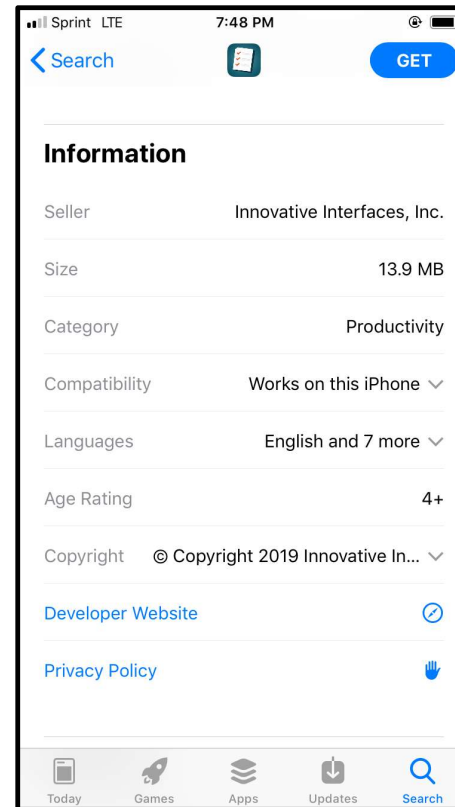 Sprint LTE 7:48 PM
Search GET
Information
Seller Innovative Interfaces, Inc.
Size 13.9 MB
Category Productivity
Compatibility Works on this iPhone
Languages English and 7 more
Age Rating 4+
Copyright © Copyright 2019 Innovative In...
Developer Website
Privacy Policy
Today Games Apps Updates Search